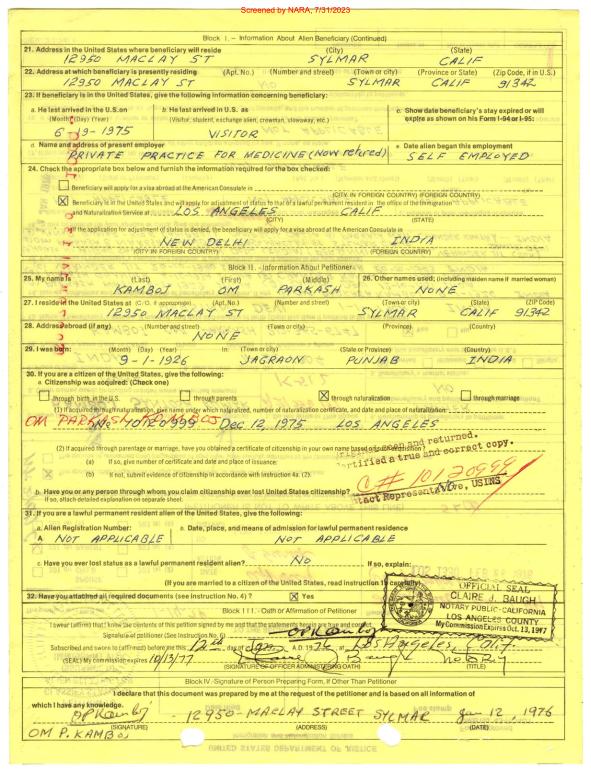 Screened by NARA, 7/31/2023
Block I. - Information About Alien Beneficiary (Continued)
21. Address in the United States where beneficiary will reside (City) (State)
12950 MACLAY ST SYLMAR CALIF
22. Address at which beneficiary is presently residing (Apt. No.) (Number and street) (Town or city) (Province or State) (Zip Code, if in U.S.)
12950 MACLAY ST SYLMAR CALIF 91342
23. If beneficiary is in the United States, give the following information concerning beneficiary:
a. He last arrived in the U.S. on (Month) (Day) (Year)
6-19-1975
b. He last arrived in U.S. as (Visitor, student, exchange alien, crewman, stowaway, etc.)
VISITOR
c. Show date beneficiary's stay expired or will expire as shown on his Form I-94 or I-95:
d. Name and address of present employer
PRIVATE PRACTICE FOR MEDICINE (Now retired)
e. Date alien began this employment
SELF EMPLOYED
24. Check the appropriate box below and furnish the information required for the box checked:
Beneficiary will apply for a visa abroad at the American Consulate in
(CITY IN FOREIGN COUNTRY) (FOREIGN COUNTRY)
Beneficiary is in the United States and will apply for adjustment of status to that of a lawful permanent resident in the office of the Immigration
and Naturalization Service at LOS ANGELES CALIF
(CITY) (STATE)
If the application for adjustment of status is denied, the beneficiary will apply for a visa abroad at the American Consulate in
NEW DELHI INDIA
(CITY IN FOREIGN COUNTRY) (FOREIGN COUNTRY)
Block II. - Information About Petitioner
25. My name is (Last) (First) (Middle)
KAMBOJ OM PARKASH
26. Other names used: (including maiden name if married woman)
NONE
27. I reside in the United States at (C/O, if appropriate) (Apt. No.) (Number and street) (Town or city) (State) (ZIP Code)
12950 MACLAY ST SYLMAR CALIF 91342
28. Address abroad (if any) (Number and street) (Town or city) (Province) (Country)
NONE
29. I was born: (Month) (Day) (Year) In: (Town or city) (State or Province) (Country)
9-1-1926 JAGRAON PUNJAB INDIA
30. If you are a citizen of the United States, give the following:
a. Citizenship was acquired: (Check one)
through birth in the U.S. through parents through naturalization through marriage
(1) If acquired through naturalization, give name under which naturalized, number of naturalization certificate, and date and place of naturalization:
OM PARKASH KAMBOJ No 10120999 Dec 12, 1975 LOS ANGELES
(2) If acquired through parentage or marriage, have you obtained a certificate of citizenship in your own name based on that acquisition?
(a) If so, give number of certificate and date and place of issuance:
(b) If not, submit evidence of citizenship in accordance with instruction 4a. (2).
seen and returned.
Certified a true and correct copy.
C# 10120999
Contact Representative, USINS
b. Have you or any person through whom you claim citizenship ever lost United States citizenship? No
If so, attach detailed explanation on separate sheet.
31. If you are a lawful permanent resident alien of the United States, give the following:
a. Alien Registration Number: a. Date, place, and means of admission for lawful permanent residence
A NOT APPLICABLE NOT APPLICABLE
c. Have you ever lost status as a lawful permanent resident alien? No If so, explain:
(If you are married to a citizen of the United States, read instruction 1 carefully)
32. Have you attached all required documents (see instruction No. 4)? Yes
OFFICIAL SEAL
CLAIRE J. BAUGH
NOTARY PUBLIC-CALIFORNIA
LOS ANGELES COUNTY
My Commission Expires Oct. 13, 1977
Block III. - Oath or Affirmation of Petitioner
I swear (affirm) that I know the contents of this petition signed by me and that the statements herein are true and correct.
Signature of petitioner (See Instruction No. 6) OPKamboj
Subscribed and sworn to (affirmed) before me this 12th day of Jan, A.D. 1976 at Los Angeles, Calif.
(SEAL) My commission expires 10/13/77 Claire Baugh Notary
(SIGNATURE OF OFFICER ADMINISTERING OATH) (TITLE)
Block IV. - Signature of Person Preparing Form, If Other Than Petitioner
I declare that this document was prepared by me at the request of the petitioner and is based on all information of
which I have any knowledge.
OPKamboj - 12950 - MACLAY STREET SYLMAR Jan 12, 1976
(SIGNATURE) (ADDRESS) (DATE)
OM P. KAMBOJ
UNITED STATES DEPARTMENT OF JUSTICE